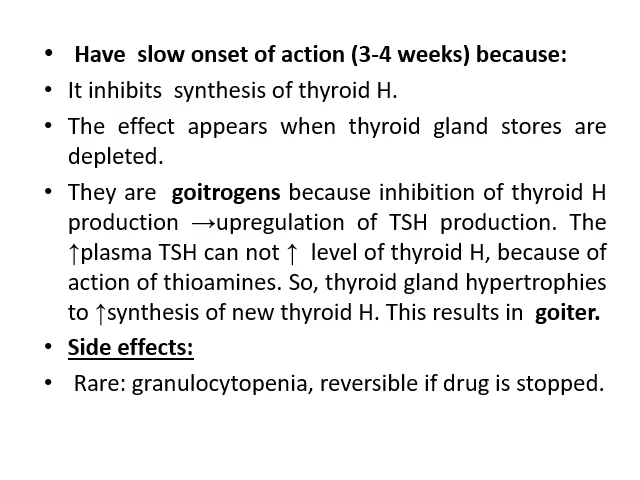 • Have slow onset of action (3-4 weeks) because:
• It inhibits synthesis of thyroid H.
• The effect appears when thyroid gland stores are
depleted.
• They are goitrogens because inhibition of thyroid H
production →upregulation of TSH production. The
↑plasma TSH can not ↑ level of thyroid H, because of
action of thioamines. So, thyroid gland hypertrophies
to ↑synthesis of new thyroid H. This results in goiter.
• Side effects:
• Rare: granulocytopenia, reversible if drug is stopped.